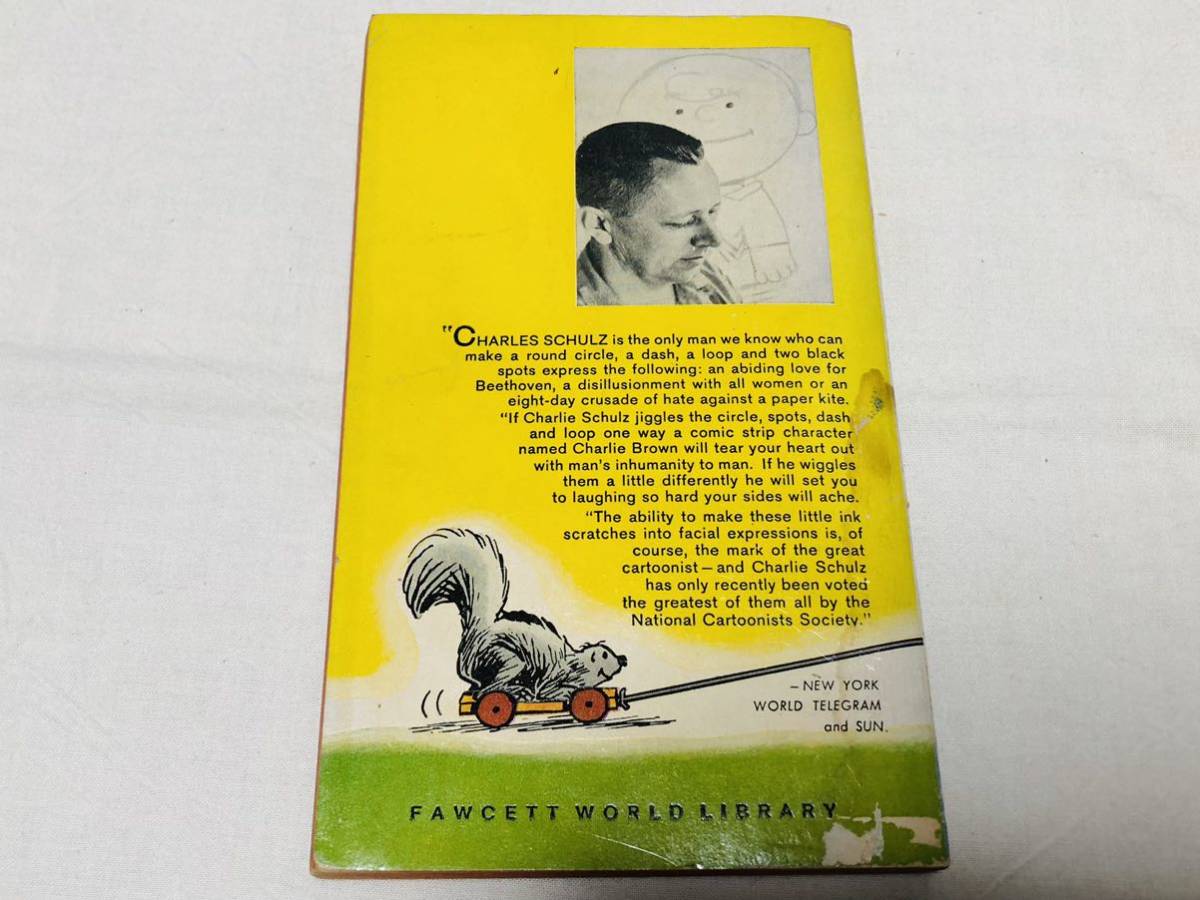 "CHARLES SCHULZ is the only man we know who can
make a round circle, a dash, a loop and two black
spots express the following: an abiding love for
Beethoven, a disillusionment with all women or an
eight-day crusade of hate against a paper kite.
"If Charlie Schulz jiggles the circle, spots, dash
and loop one way a comic strip character
named Charlie Brown will tear your heart out
with man's inhumanity to man. If he wiggles
them a little differently he will set you
to laughing so hard your sides will ache.
"The ability to make these little ink
scratches into facial expressions is, of
course, the mark of the great
cartoonist — and Charlie Schulz
has only recently been voted
the greatest of them all by the
National Cartoonists Society."
— NEW YORK
WORLD TELEGRAM
and SUN.
FAWCETT WORLD LIBRARY